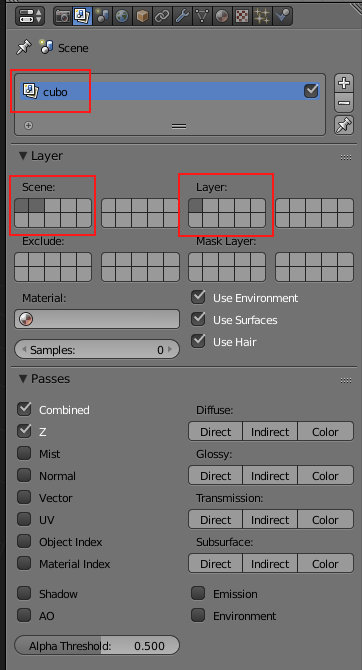 Scene
cubo
Layer
Scene: Layer:
Exclude: Mask Layer:
Material: Use Environment
Use Surfaces
Samples: 0 Use Hair
Passes
Combined Diffuse:
Z Direct Indirect Color
Mist Glossy:
Normal Direct Indirect Color
Vector Transmission:
UV Direct Indirect Color
Object Index Subsurface:
Material Index Direct Indirect Color
Shadow Emission
AO Environment
Alpha Threshold: 0.500